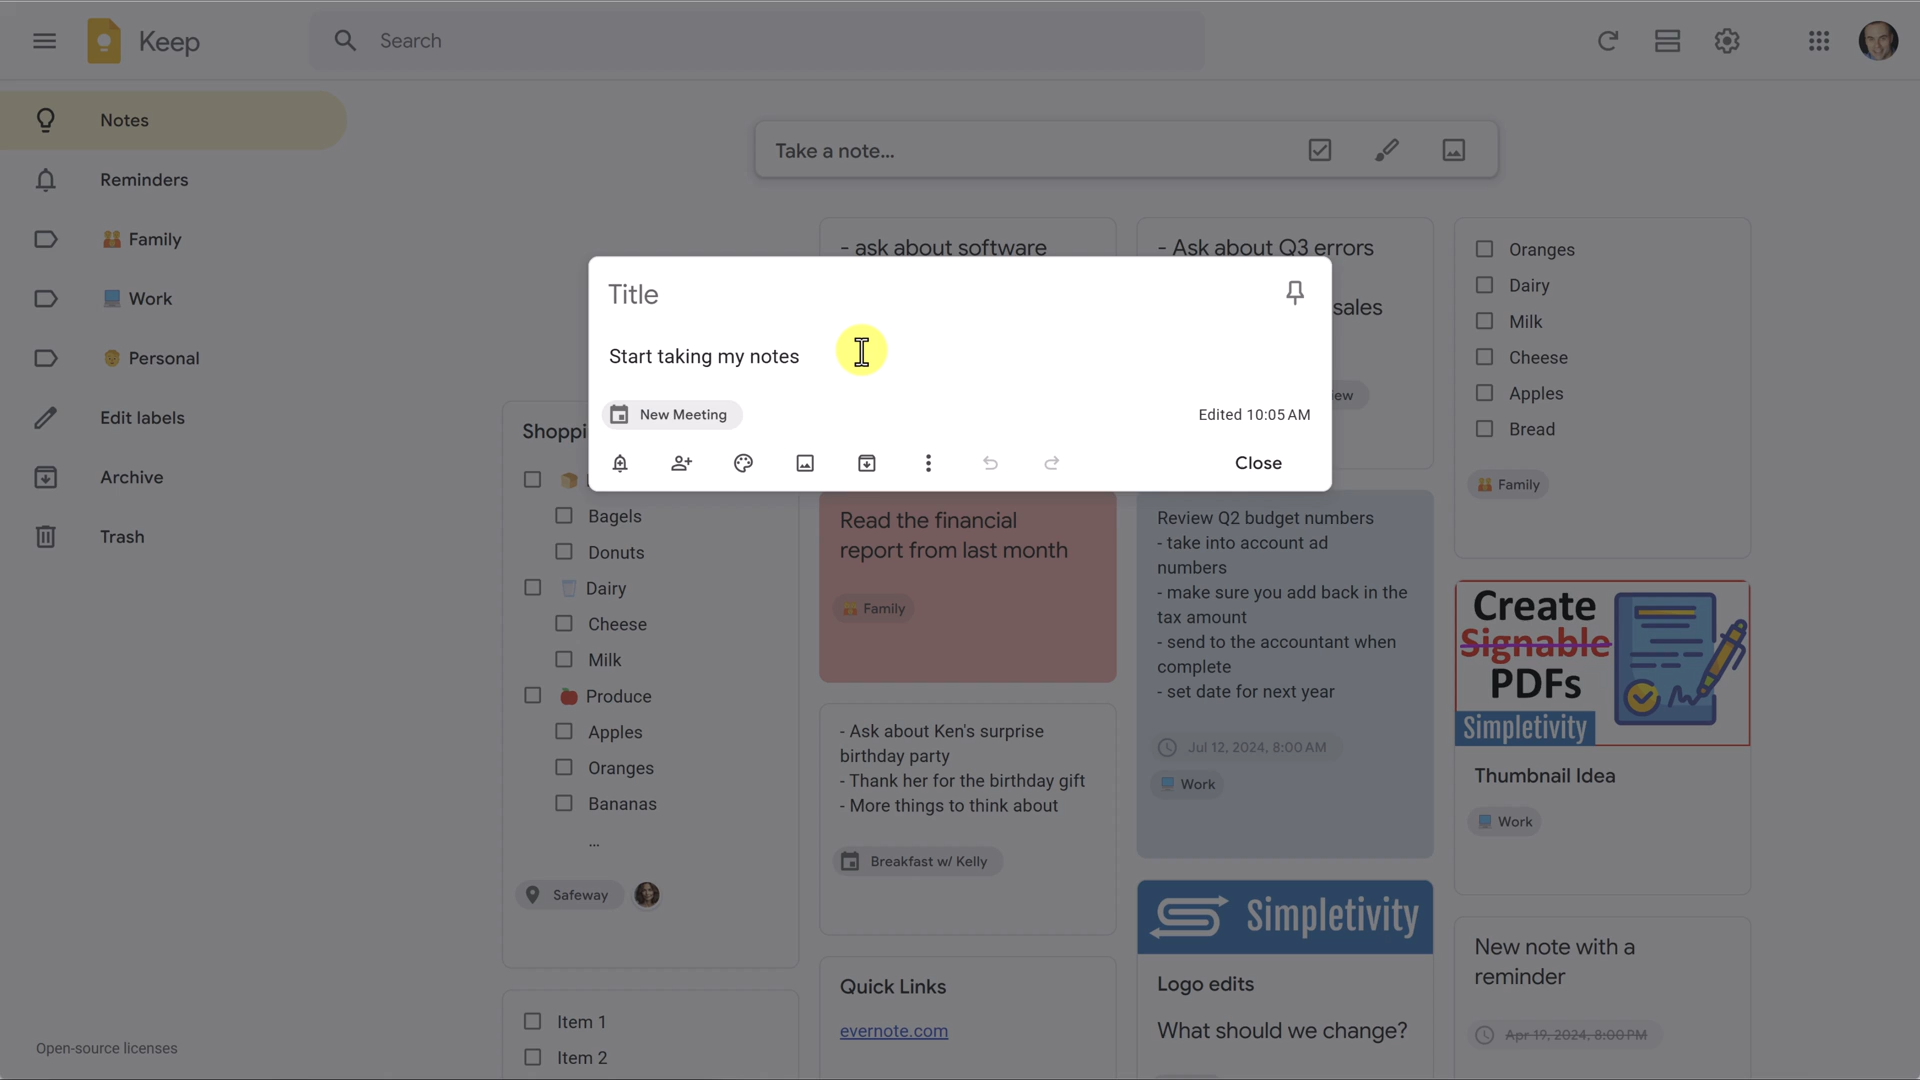 Keep
Search
Notes
Reminders
Family
Work
Personal
Edit labels
Archive
Trash
Open-source licenses
Take a note...
Title
Start taking my notes
New Meeting
Edited 10:05 AM
Close
Shoppi
Bagels
Donuts
Dairy
Cheese
Milk
Produce
Apples
Oranges
Bananas
...
Safeway
Item 1
Item 2
- ask about software
Read the financial
report from last month
Family
- Ask about Ken's surprise
birthday party
- Thank her for the birthday gift
- More things to think about
Breakfast w/ Kelly
Quick Links
evernote.com
- Ask about Q3 errors
sales
ew
Review Q2 budget numbers
- take into account ad
numbers
- make sure you add back in the
tax amount
- send to the accountant when
complete
- set date for next year
Jul 12, 2024, 8:00 AM
Work
Simpletivity
Logo edits
What should we change?
Oranges
Dairy
Milk
Cheese
Apples
Bread
Family
Create
Signable
PDFs
Simpletivity
Thumbnail Idea
Work
New note with a
reminder
Apr 19, 2024, 8:00 PM